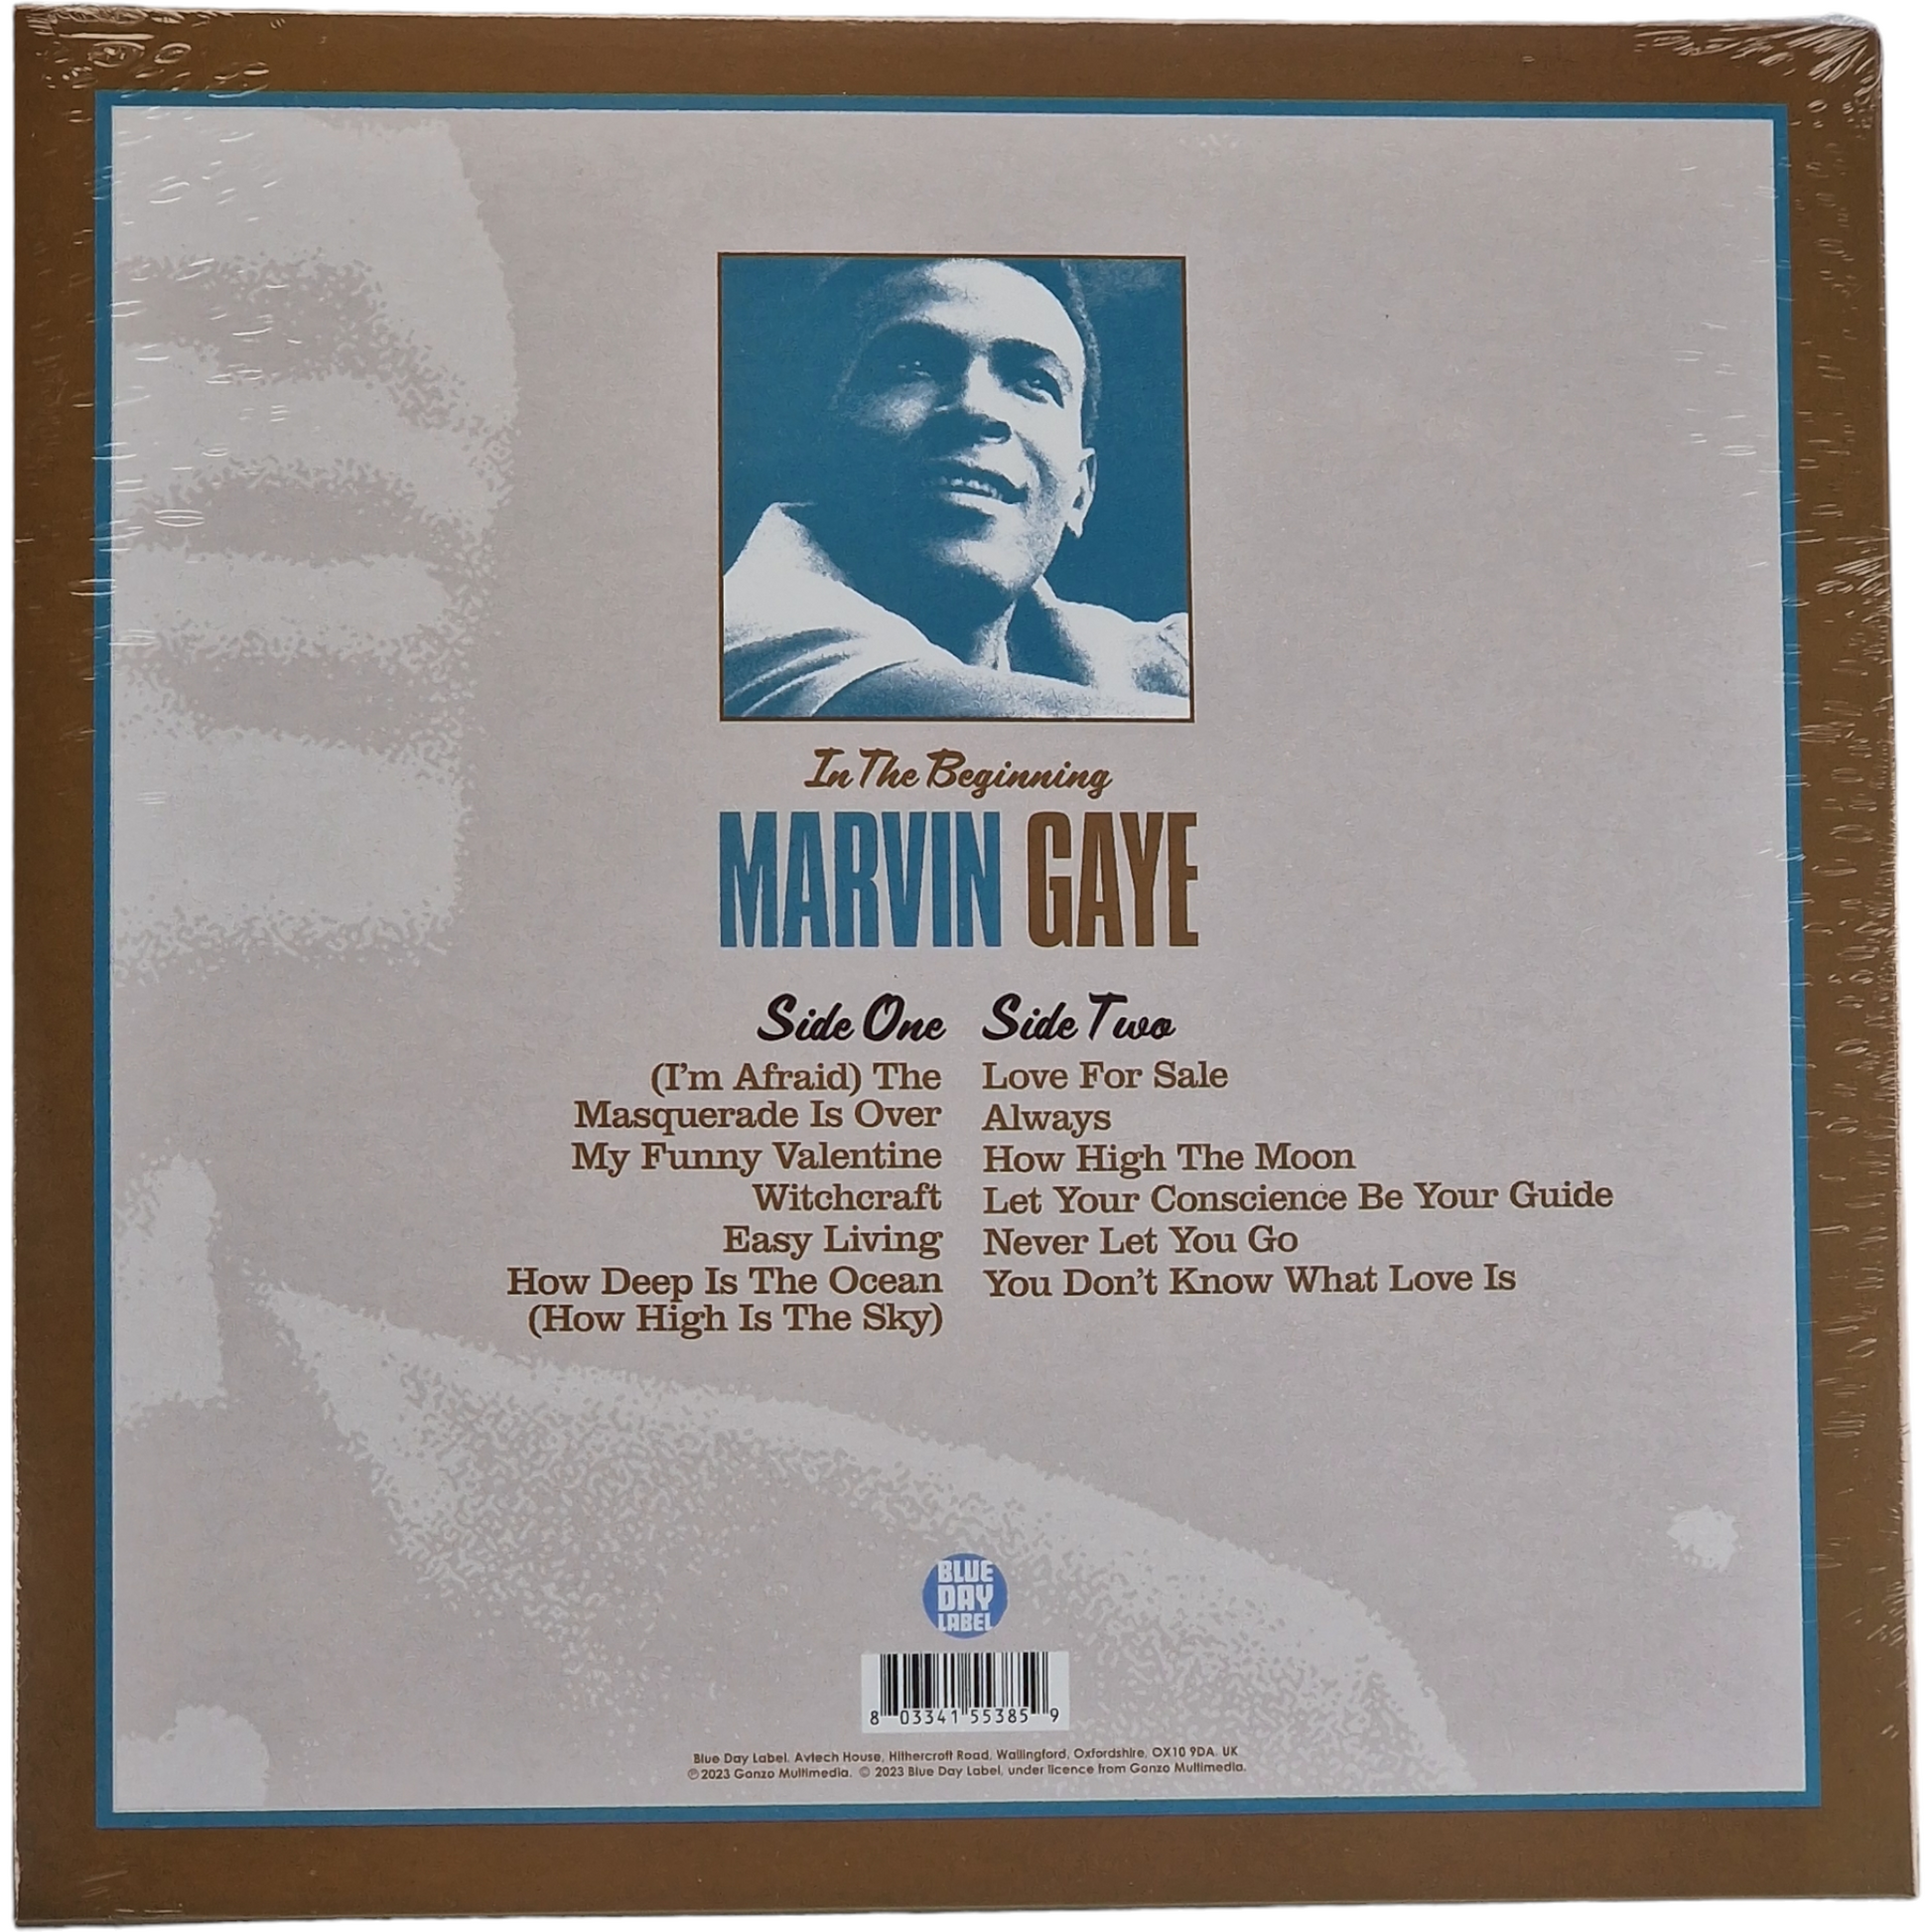 In The Beginning
MARVIN GAYE
Side One
(I'm Afraid) The
Masquerade Is Over
My Funny Valentine
Witchcraft
Easy Living
How Deep Is The Ocean
(How High Is The Sky)
Side Two
Love For Sale
Always
How High The Moon
Let Your Conscience Be Your Guide
Never Let You Go
You Don't Know What Love Is
BLUE
DAY
LABEL
8 03341 55385 9
Blue Day Label. Avtech House, Hithercroft Road, Wallingford, Oxfordshire, OX10 9DA. UK
℗ 2023 Gonzo Multimedia. © 2023 Blue Day Label, under licence from Gonzo Multimedia.